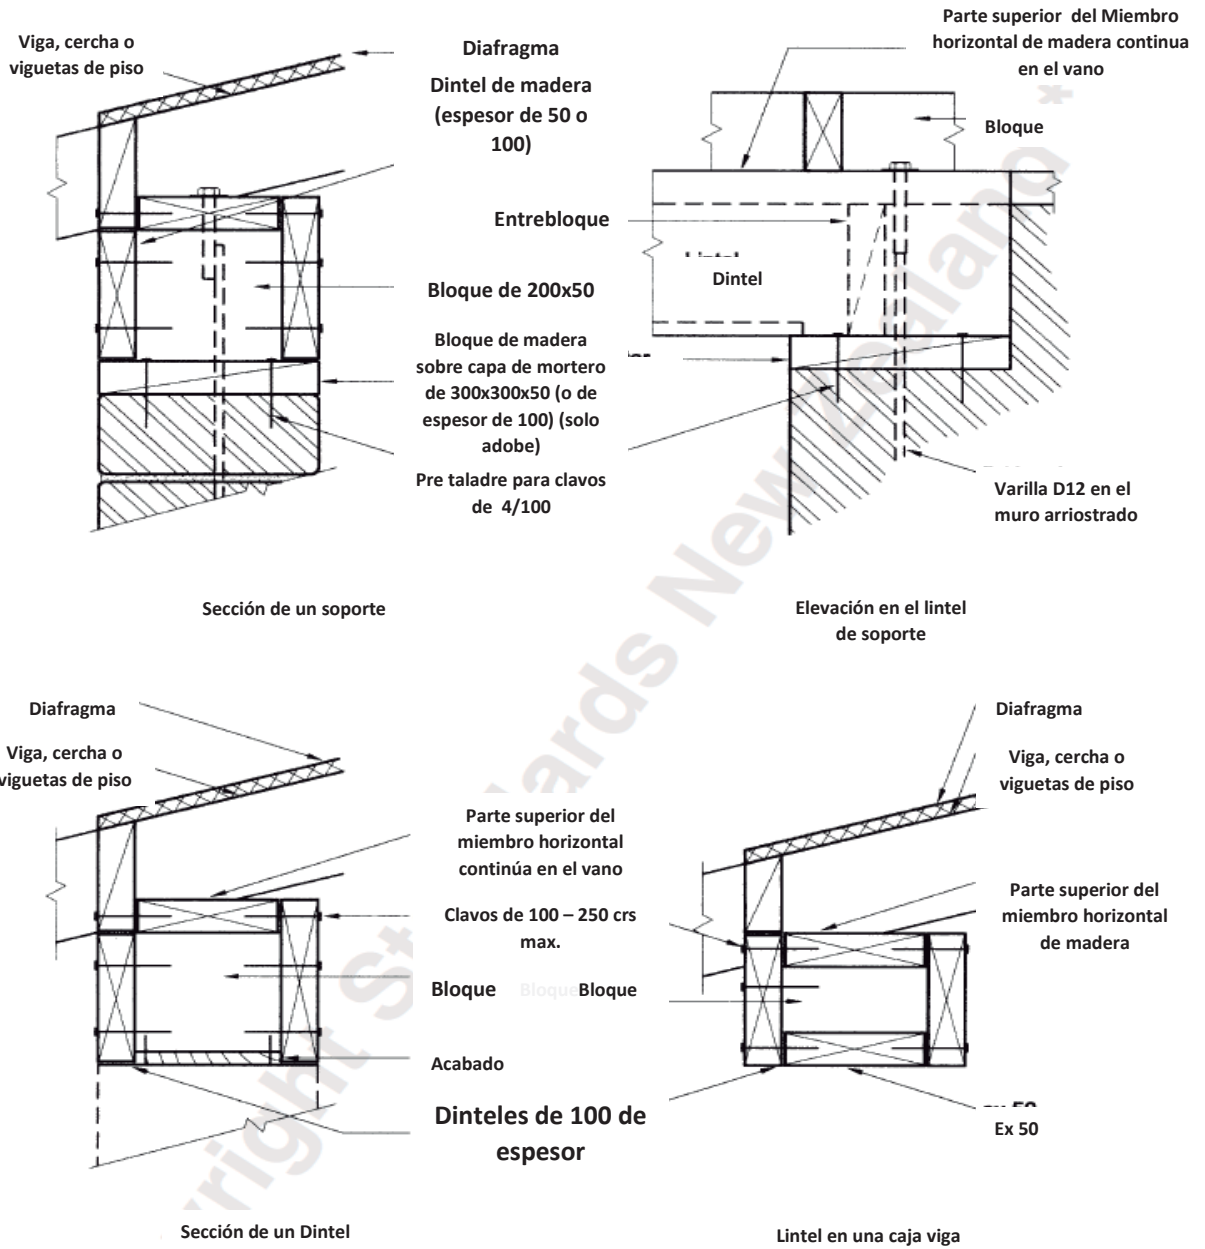 Viga, cercha o
viguetas de piso
Diafragma
Dintel de madera
(espesor de 50 o
100)
Entrebloque
Bloque de 200x50
Bloque de madera
sobre capa de mortero
de 300x300x50 (o de
espesor de 100) (solo
adobe)
Pre taladre para clavos
de 4/100
Sección de un soporte
Parte superior del Miembro
horizontal de madera continua
en el vano
Bloque
Dintel
Varilla D12 en el
muro arriostrado
Elevación en el lintel
de soporte
Diafragma
Viga, cercha o
viguetas de piso
Parte superior del
miembro horizontal
continúa en el vano
Clavos de 100 – 250 crs
max.
Bloque
Acabado
Dinteles de 100 de
espesor
Sección de un Dintel
Diafragma
Viga, cercha o
viguetas de piso
Parte superior del
miembro horizontal
de madera
Bloque
Bloque
Ex 50
Lintel en una caja viga
New Zealand